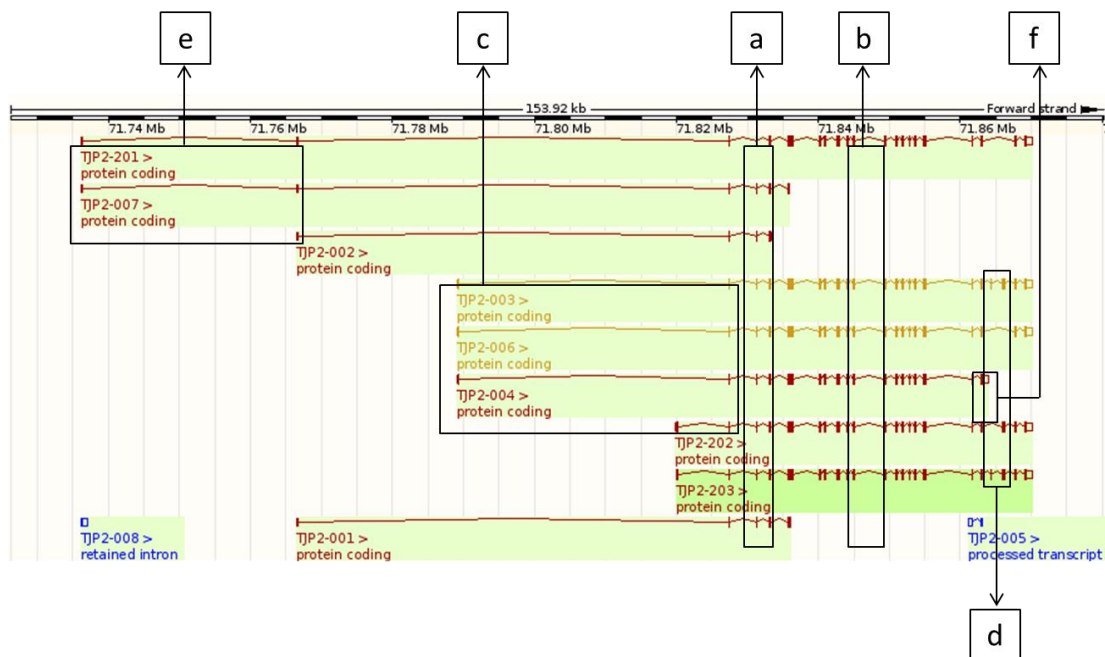 e
c
a
b
f
153.92 kb
Forward strand
71.74 Mb 71.76 Mb 71.78 Mb 71.80 Mb 71.82 Mb 71.84 Mb 71.86 Mb
TJP2-201 >
protein coding
TJP2-007 >
protein coding
TJP2-002 >
protein coding
TJP2-003 >
protein coding
TJP2-006 >
protein coding
TJP2-004 >
protein coding
TJP2-202 >
protein coding
TJP2-203 >
protein coding
TJP2-008 >
retained intron
TJP2-001 >
protein coding
TJP2-005 >
processed transcript
d